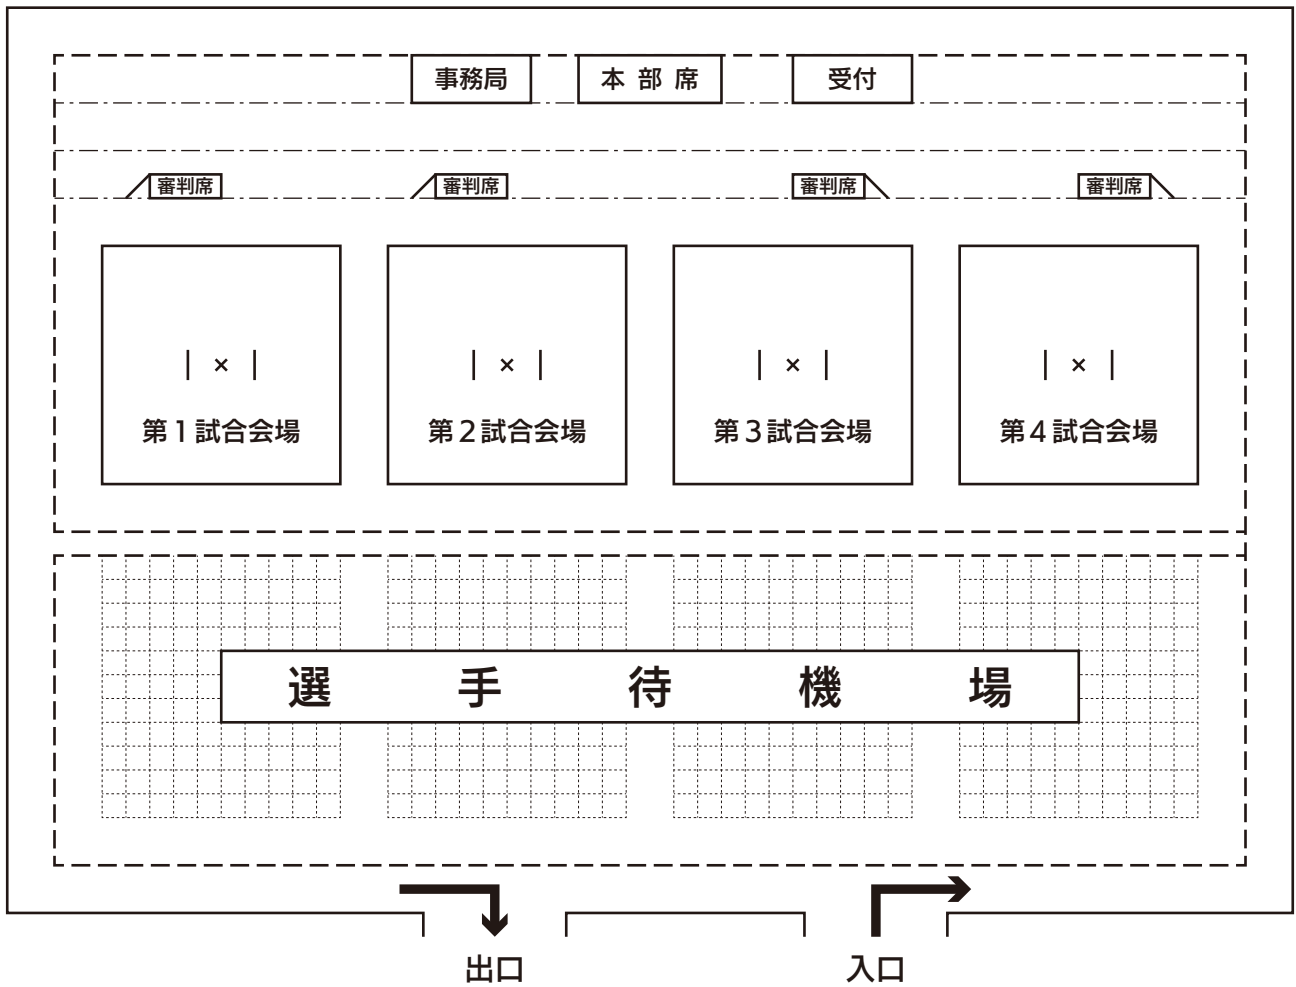 事務局
本部席
受付
審判席
審判席
審判席
審判席
| × |
| × |
| × |
| × |
第1試合会場
第2試合会場
第3試合会場
第4試合会場
選手待機場
出口
入口